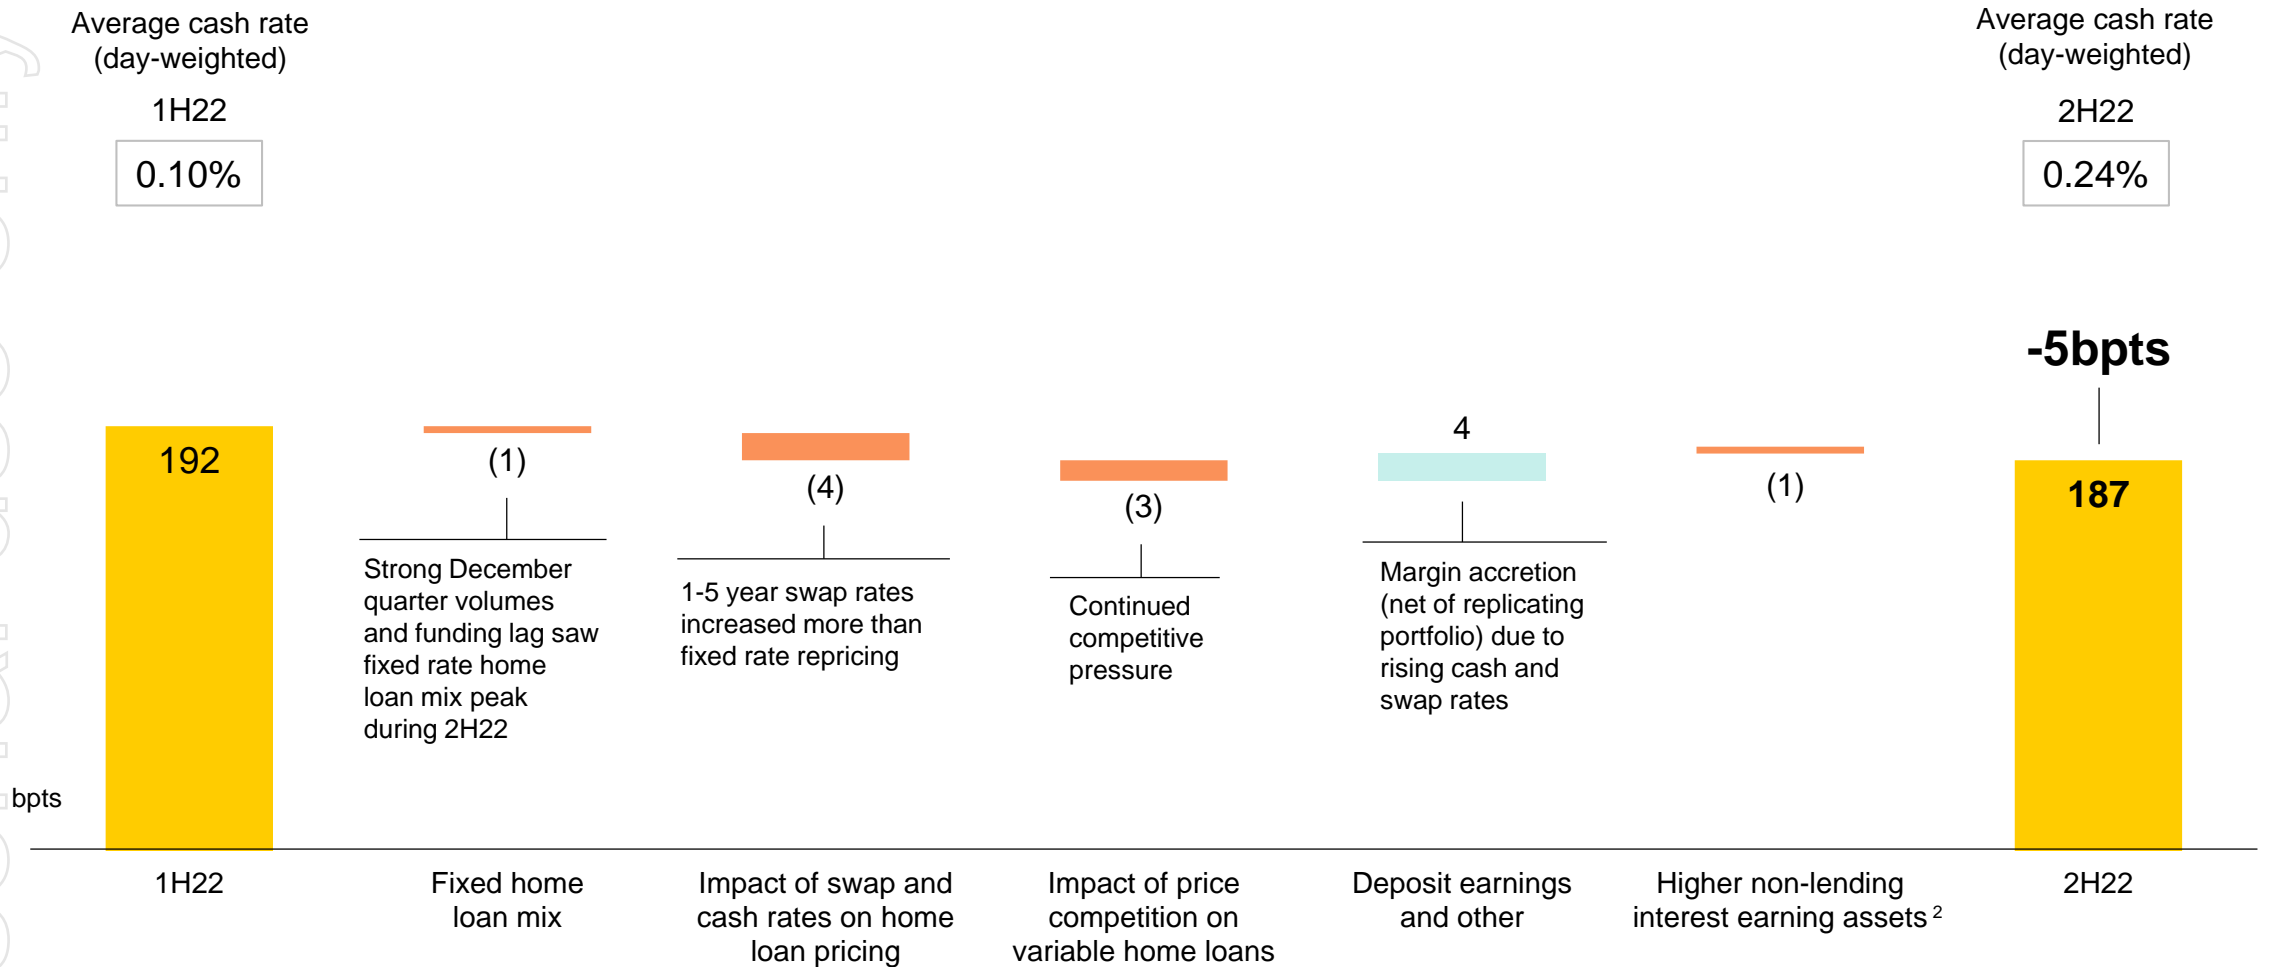 Average cash rate
(day-weighted)
1H22
0.10%
Average cash rate
(day-weighted)
2H22
0.24%
-5bpts
192
(1)
Strong December
quarter volumes
and funding lag saw
fixed rate home
loan mix peak
during 2H22
(4)
1-5 year swap rates
increased more than
fixed rate repricing
(3)
Continued
competitive
pressure
4
Margin accretion
(net of replicating
portfolio) due to
rising cash and
swap rates
(1)
187
bpts
1H22
Fixed home
loan mix
Impact of swap and
cash rates on home
loan pricing
Impact of price
competition on
variable home loans
Deposit earnings
and other
Higher non-lending
interest earning assets 2
2H22